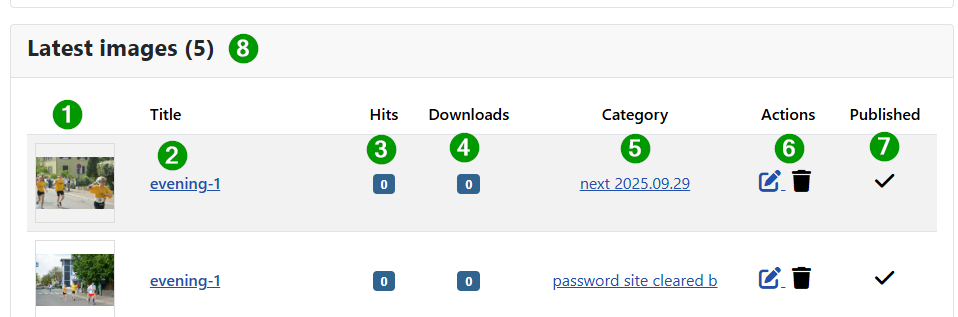 Latest images (5) 8
1 Title Hits Downloads Category Actions Published
2 3 4 5 6 7
evening-1 0 0 next 2025.09.29
evening-1 0 0 password site cleared b